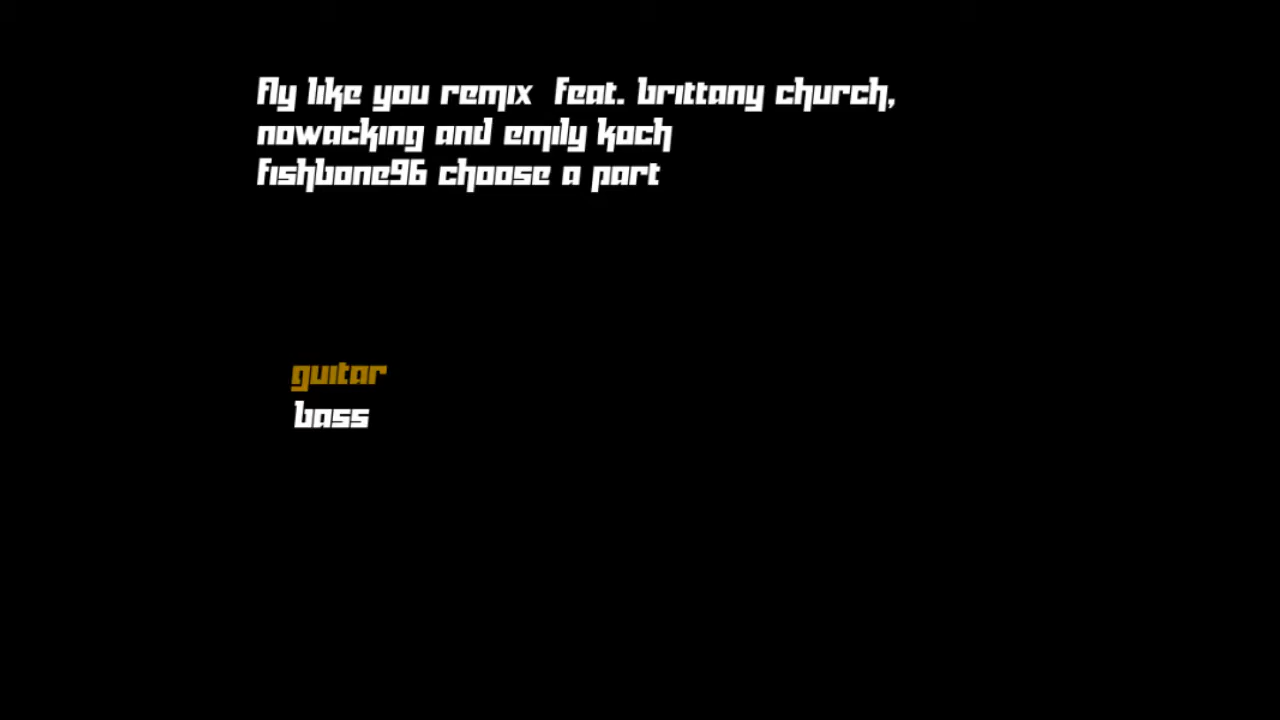 fly like you remix  feat. brittany church,
nowacking and emily koch
fishbone96 choose a part
guitar
bass